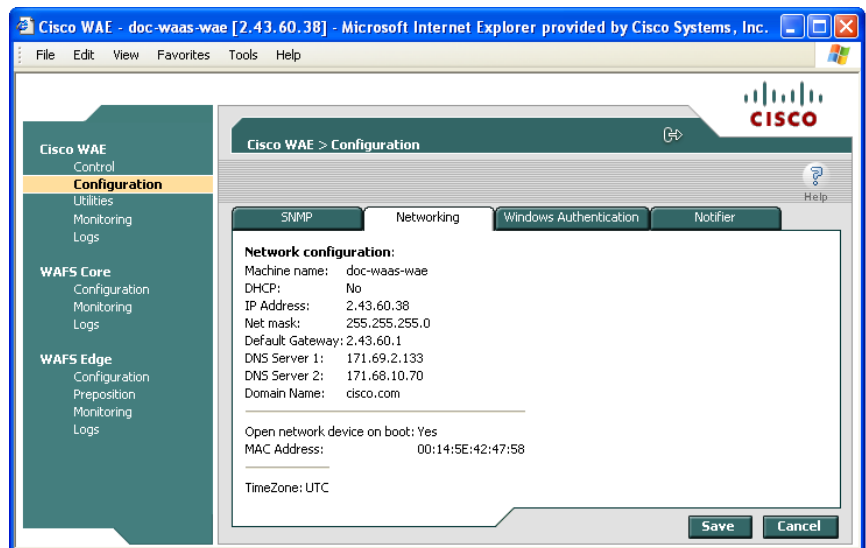 Cisco WAE - doc-waas-wae [2.43.60.38] - Microsoft Internet Explorer provided by Cisco Systems, Inc.
File Edit View Favorites Tools Help
CISCO
Cisco WAE
Control
Configuration
Utilities
Monitoring
Logs
WAFS Core
Configuration
Monitoring
Logs
WAFS Edge
Configuration
Preposition
Monitoring
Logs
Cisco WAE > Configuration
Help
SNMP Networking Windows Authentication Notifier
Network configuration:
Machine name: doc-waas-wae
DHCP: No
IP Address: 2.43.60.38
Net mask: 255.255.255.0
Default Gateway: 2.43.60.1
DNS Server 1: 171.69.2.133
DNS Server 2: 171.68.10.70
Domain Name: cisco.com
Open network device on boot: Yes
MAC Address: 00:14:5E:42:47:58
TimeZone: UTC
Save Cancel